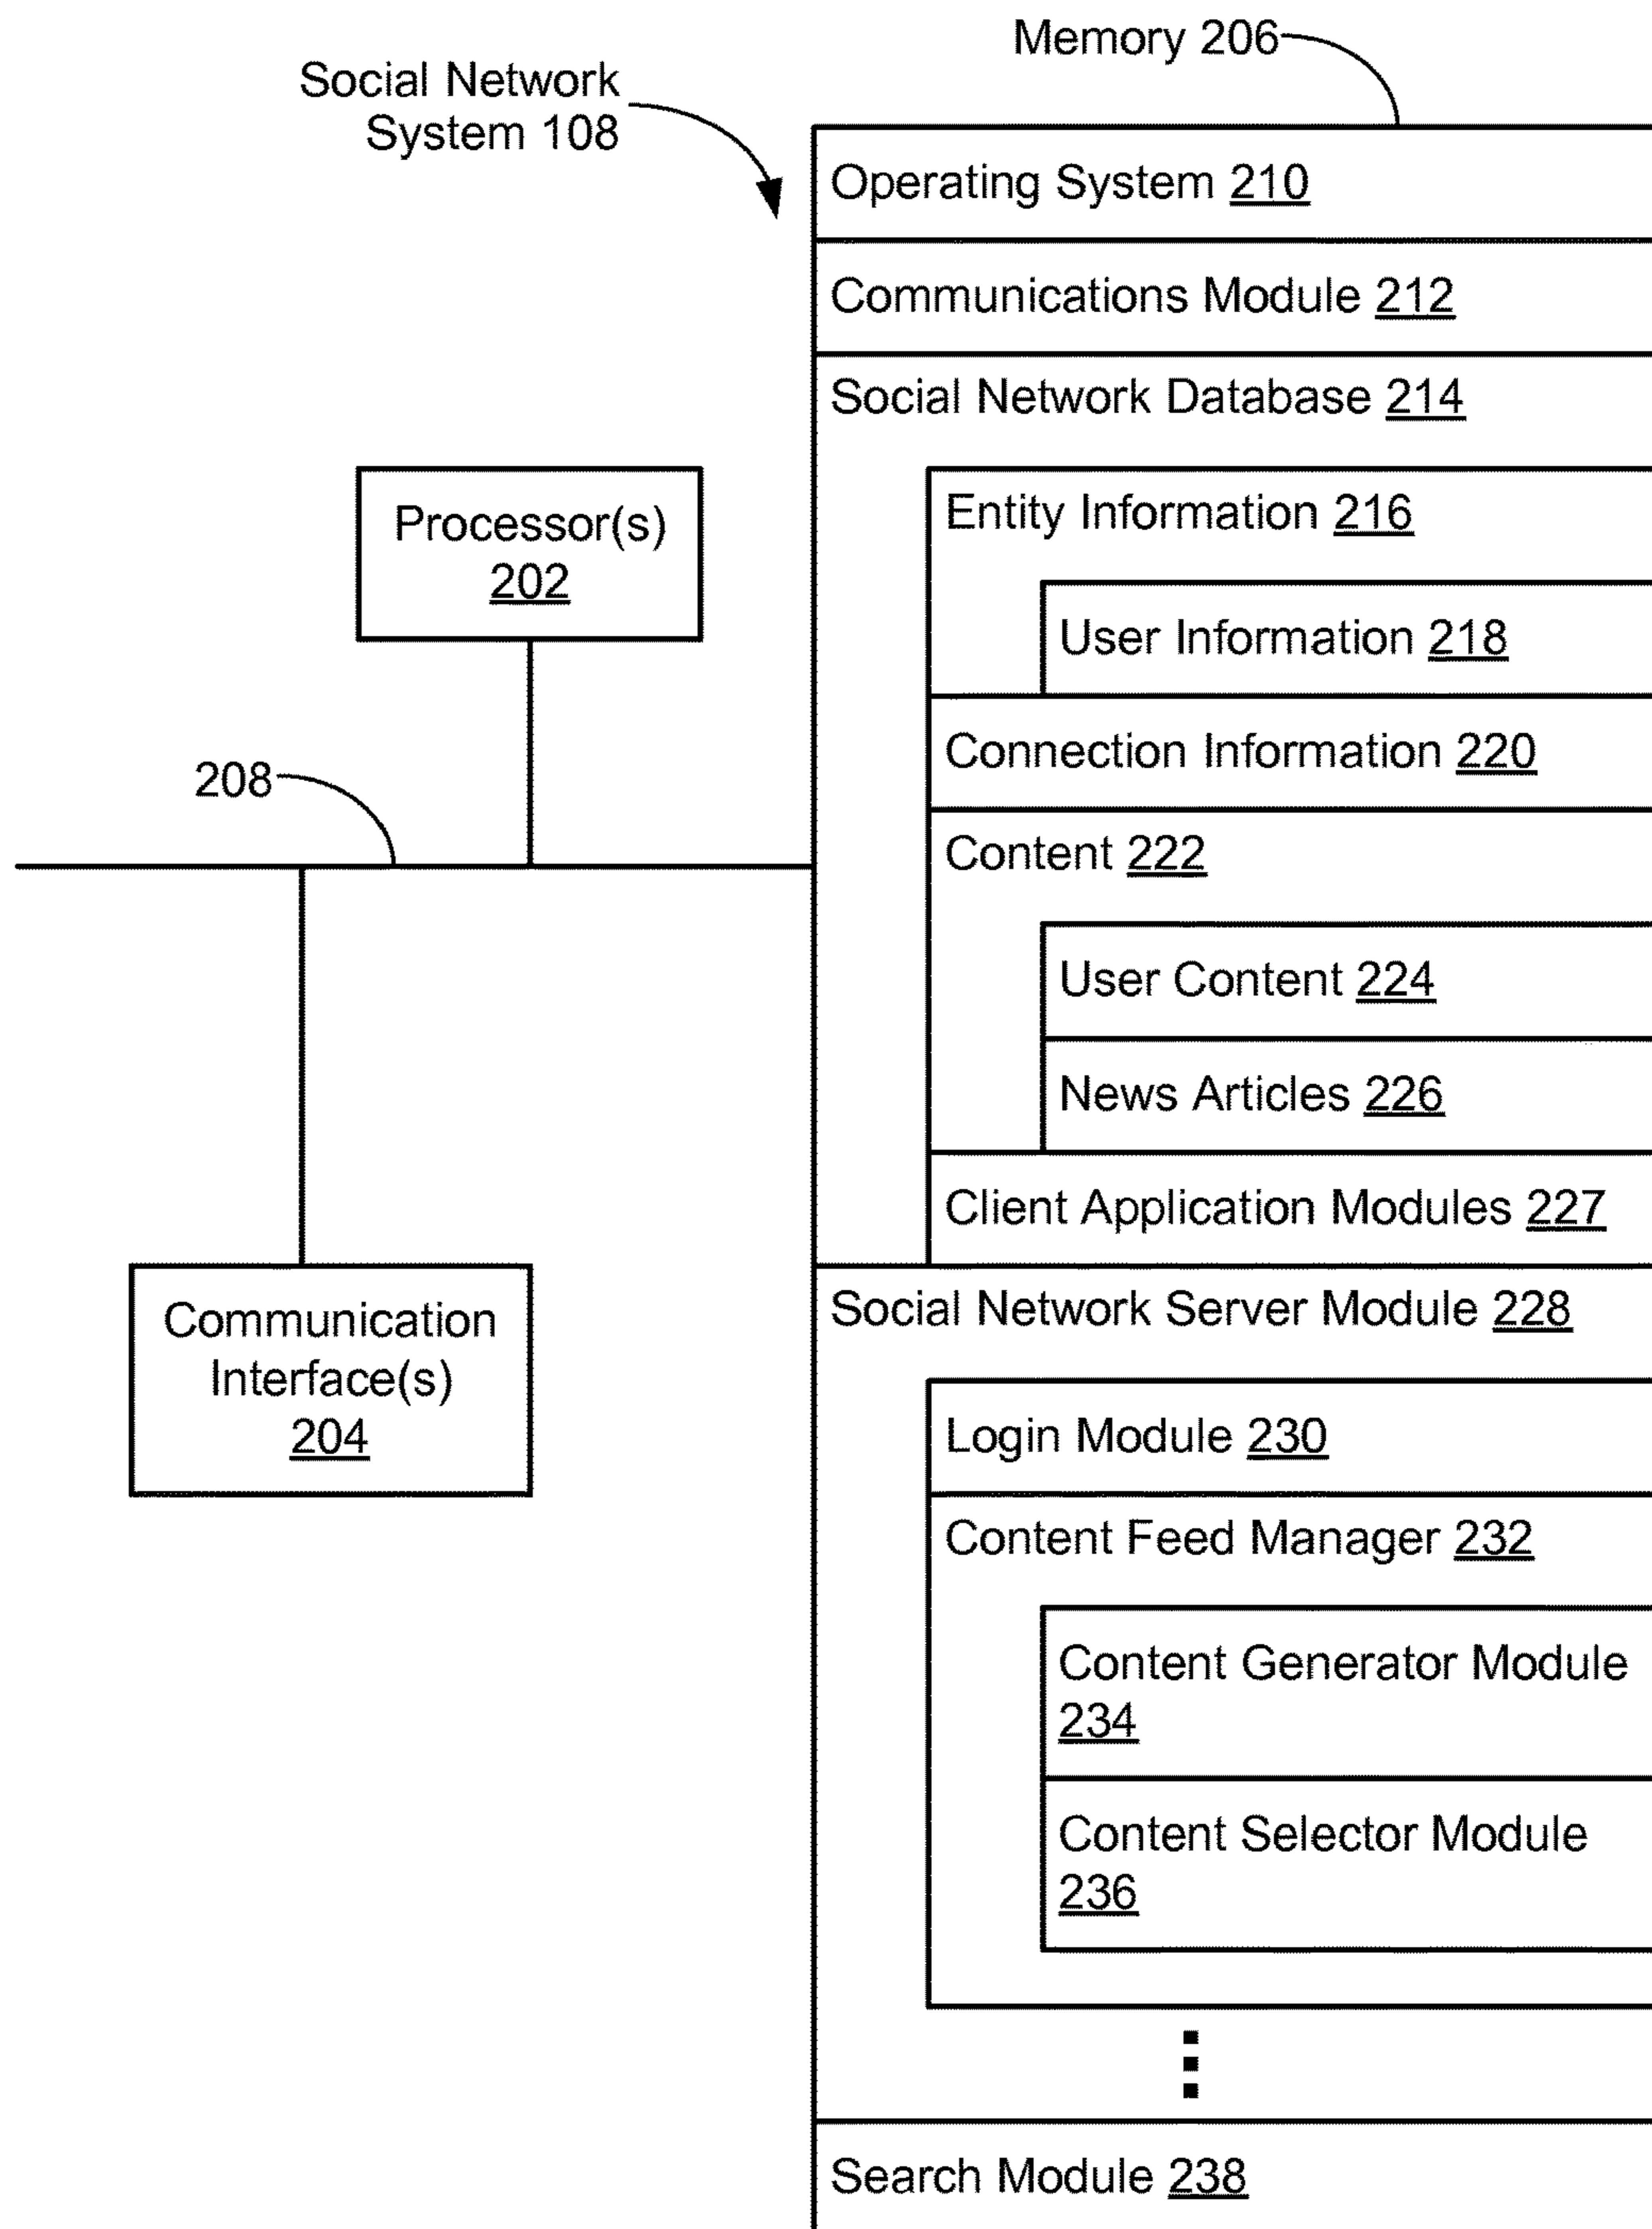 Memory 206
Social Network
System 108
Operating System 210
Communications Module 212
Social Network Database 214
Processor(s)
202
Entity Information 216
User Information 218
Connection Information 220
208
Content 222
User Content 224
News Articles 226
Client Application Modules 227
Communication
Interface(s)
204
Social Network Server Module 228
Login Module 230
Content Feed Manager 232
Content Generator Module
234
Content Selector Module
236
Search Module 238